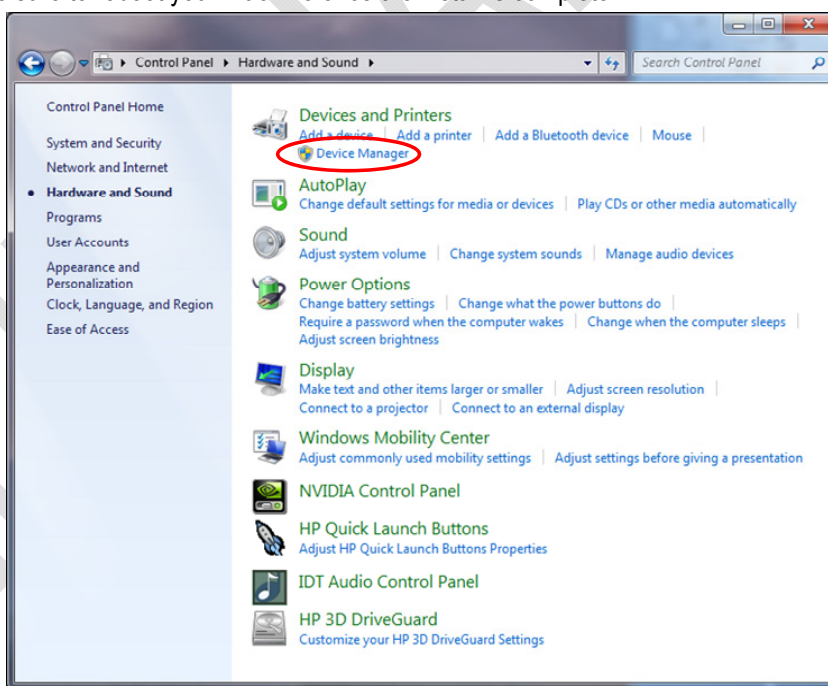 Control Panel ▸ Hardware and Sound ▸
Search Control Panel
Control Panel Home
System and Security
Network and Internet
Hardware and Sound
Programs
User Accounts
Appearance and
Personalization
Clock, Language, and Region
Ease of Access
Devices and Printers
Add a device | Add a printer | Add a Bluetooth device | Mouse |
Device Manager
AutoPlay
Change default settings for media or devices | Play CDs or other media automatically
Sound
Adjust system volume | Change system sounds | Manage audio devices
Power Options
Change battery settings | Change what the power buttons do |
Require a password when the computer wakes | Change when the computer sleeps |
Adjust screen brightness
Display
Make text and other items larger or smaller | Adjust screen resolution |
Connect to a projector | Connect to an external display
Windows Mobility Center
Adjust commonly used mobility settings | Adjust settings before giving a presentation
NVIDIA Control Panel
HP Quick Launch Buttons
Adjust HP Quick Launch Buttons Properties
IDT Audio Control Panel
HP 3D DriveGuard
Customize your HP 3D DriveGuard Settings